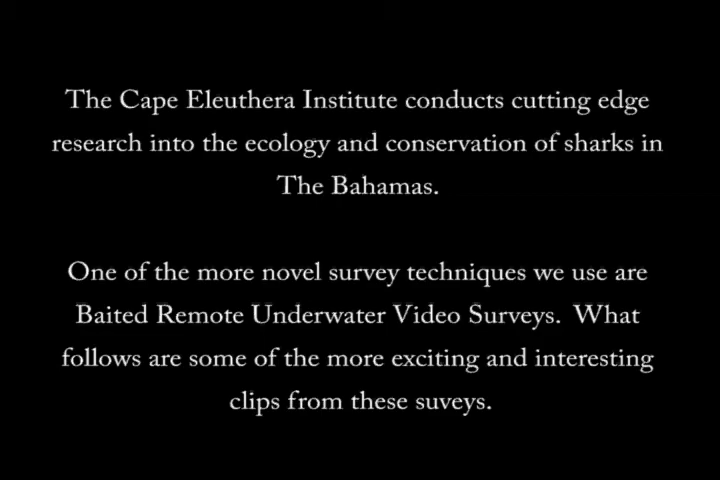 The Cape Eleuthera Institute conducts cutting edge
research into the ecology and conservation of sharks in
The Bahamas.
One of the more novel survey techniques we use are
Baited Remote Underwater Video Surveys. What
follows are some of the more exciting and interesting
clips from these suveys.